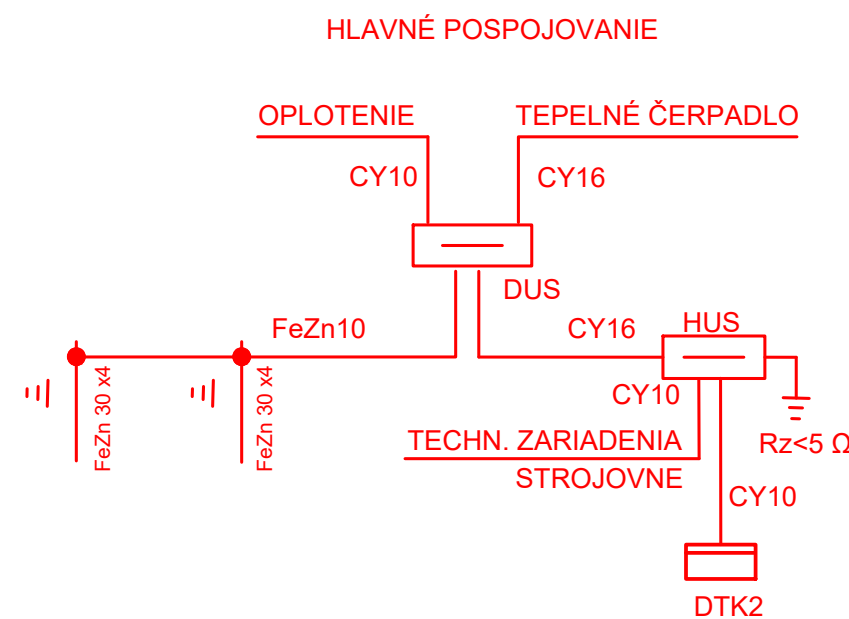 HLAVNÉ POSPOJOVANIE
OPLOTENIE
TEPELNÉ ČERPADLO
CY10
CY16
DUS
FeZn10
CY16
HUS
FeZn 30 x4
FeZn 30 x4
CY10
TECHN. ZARIADENIA
STROJOVNE
Rz<5 Ω
CY10
DTK2